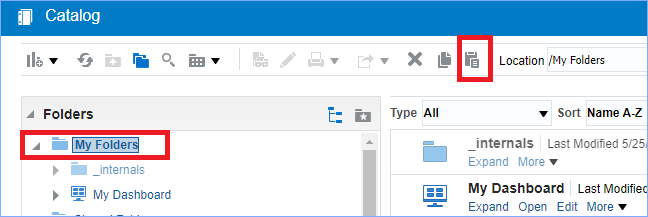 Catalog
Location /My Folders
Folders
My Folders
_internals
My Dashboard
Type All Sort Name A-Z
_internals Last Modified 5/25/
Expand More
My Dashboard Last Modified
Expand Open Edit More